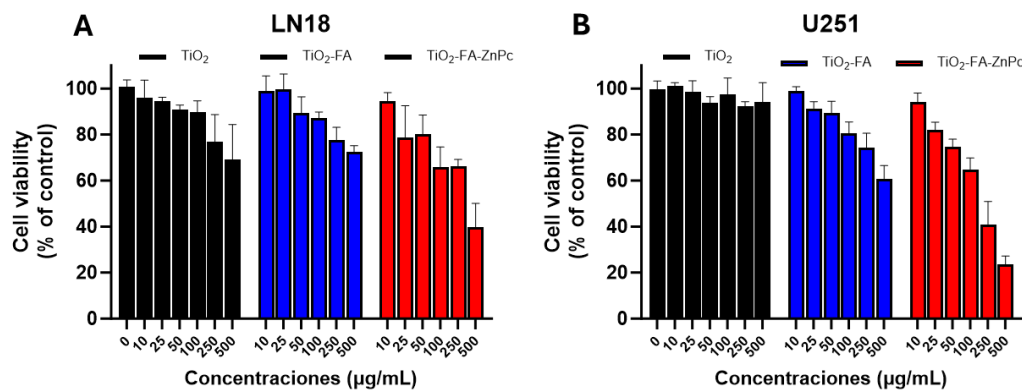 A
LN18
TiO2
TiO2-FA
TiO2-FA-ZnPc
Cell viability
(% of control)
100
80
60
40
20
0
0 10 25 50 100 250 500 10 25 50 100 250 500 10 25 50 100 250 500
Concentraciones (μg/mL)
B
U251
TiO2
TiO2-FA
TiO2-FA-ZnPc
Cell viability
(% of control)
100
80
60
40
20
0
0 10 25 50 100 250 500 10 25 50 100 250 500 10 25 50 100 250 500
Concentraciones (μg/mL)